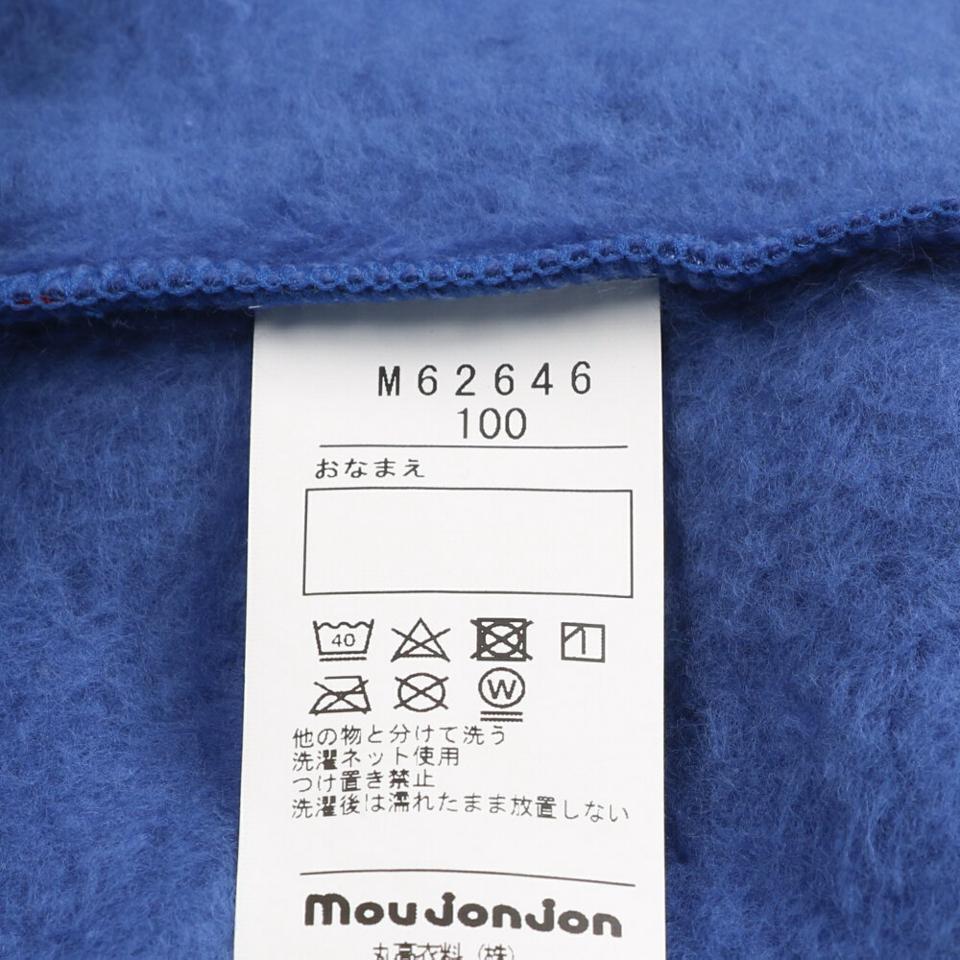 M62646
100
おなまえ
40
W
他の物と分けて洗う
洗濯ネット使用
つけ置き禁止
洗濯後は濡れたまま放置しない
moujonjon
丸高衣料(株)